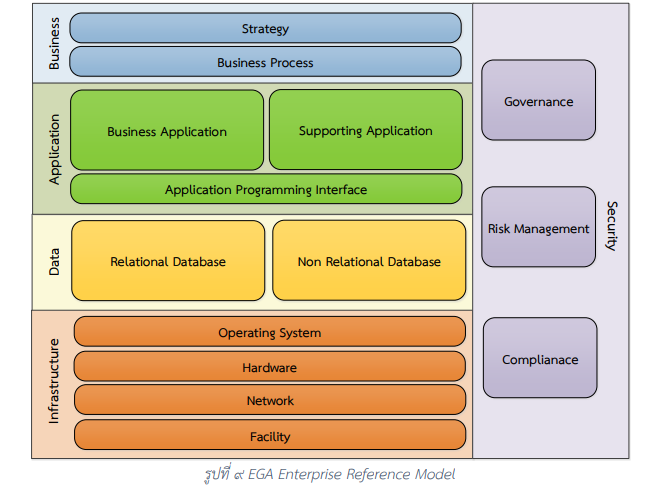 Business
Strategy
Business Process
Application
Business Application
Supporting Application
Application Programming Interface
Data
Relational Database
Non Relational Database
Infrastructure
Operating System
Hardware
Network
Facility
Governance
Risk Management
Complianace
Security
รูปที่ ๙ EGA Enterprise Reference Model